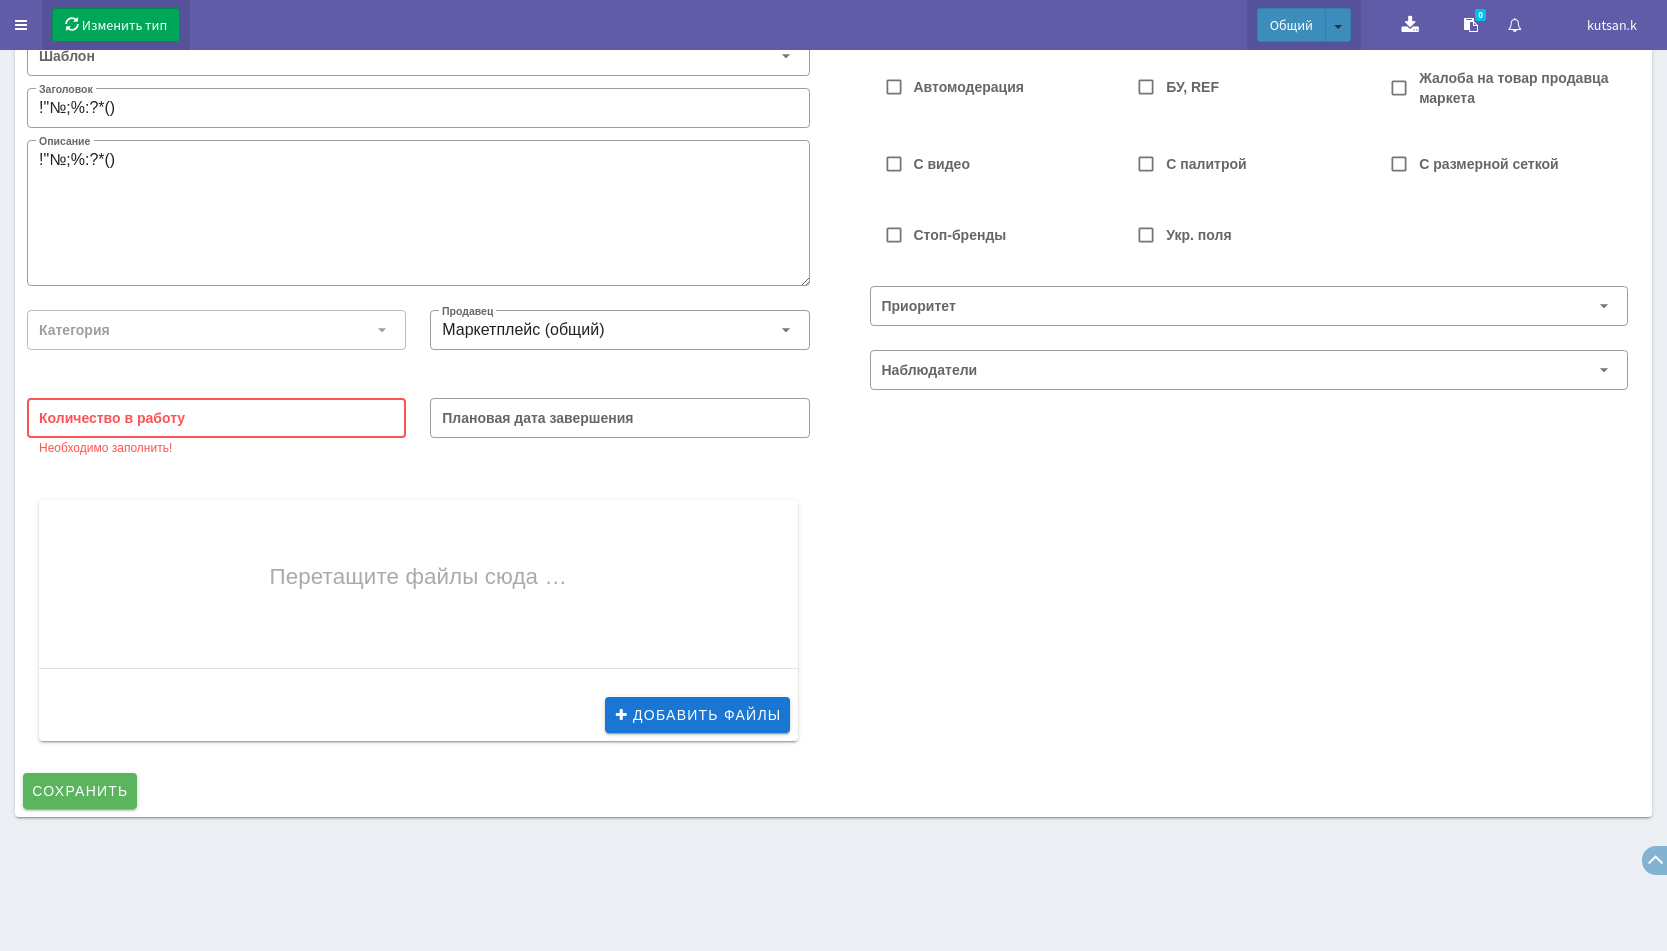 Изменить тип
Общий
0
kutsan.k
Шаблон
Заголовок
!"№;%:?*()
Описание
!"№;%:?*()
Категория
Продавец
Маркетплейс (общий)
Количество в работу
Необходимо заполнить!
Плановая дата завершения
Перетащите файлы сюда …
ДОБАВИТЬ ФАЙЛЫ
СОХРАНИТЬ
Автомодерация
БУ, REF
Жалоба на товар продавца
маркета
С видео
С палитрой
С размерной сеткой
Стоп-бренды
Укр. поля
Приоритет
Наблюдатели